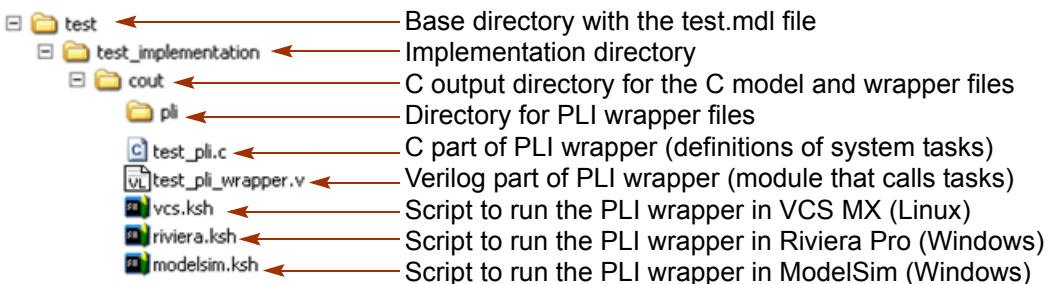 test Base directory with the test.mdl file
test_implementation Implementation directory
cout C output directory for the C model and wrapper files
pli Directory for PLI wrapper files
test_pli.c C part of PLI wrapper (definitions of system tasks)
test_pli_wrapper.v Verilog part of PLI wrapper (module that calls tasks)
vcs.ksh Script to run the PLI wrapper in VCS MX (Linux)
riviera.ksh Script to run the PLI wrapper in Riviera Pro (Windows)
modelsim.ksh Script to run the PLI wrapper in ModelSim (Windows)